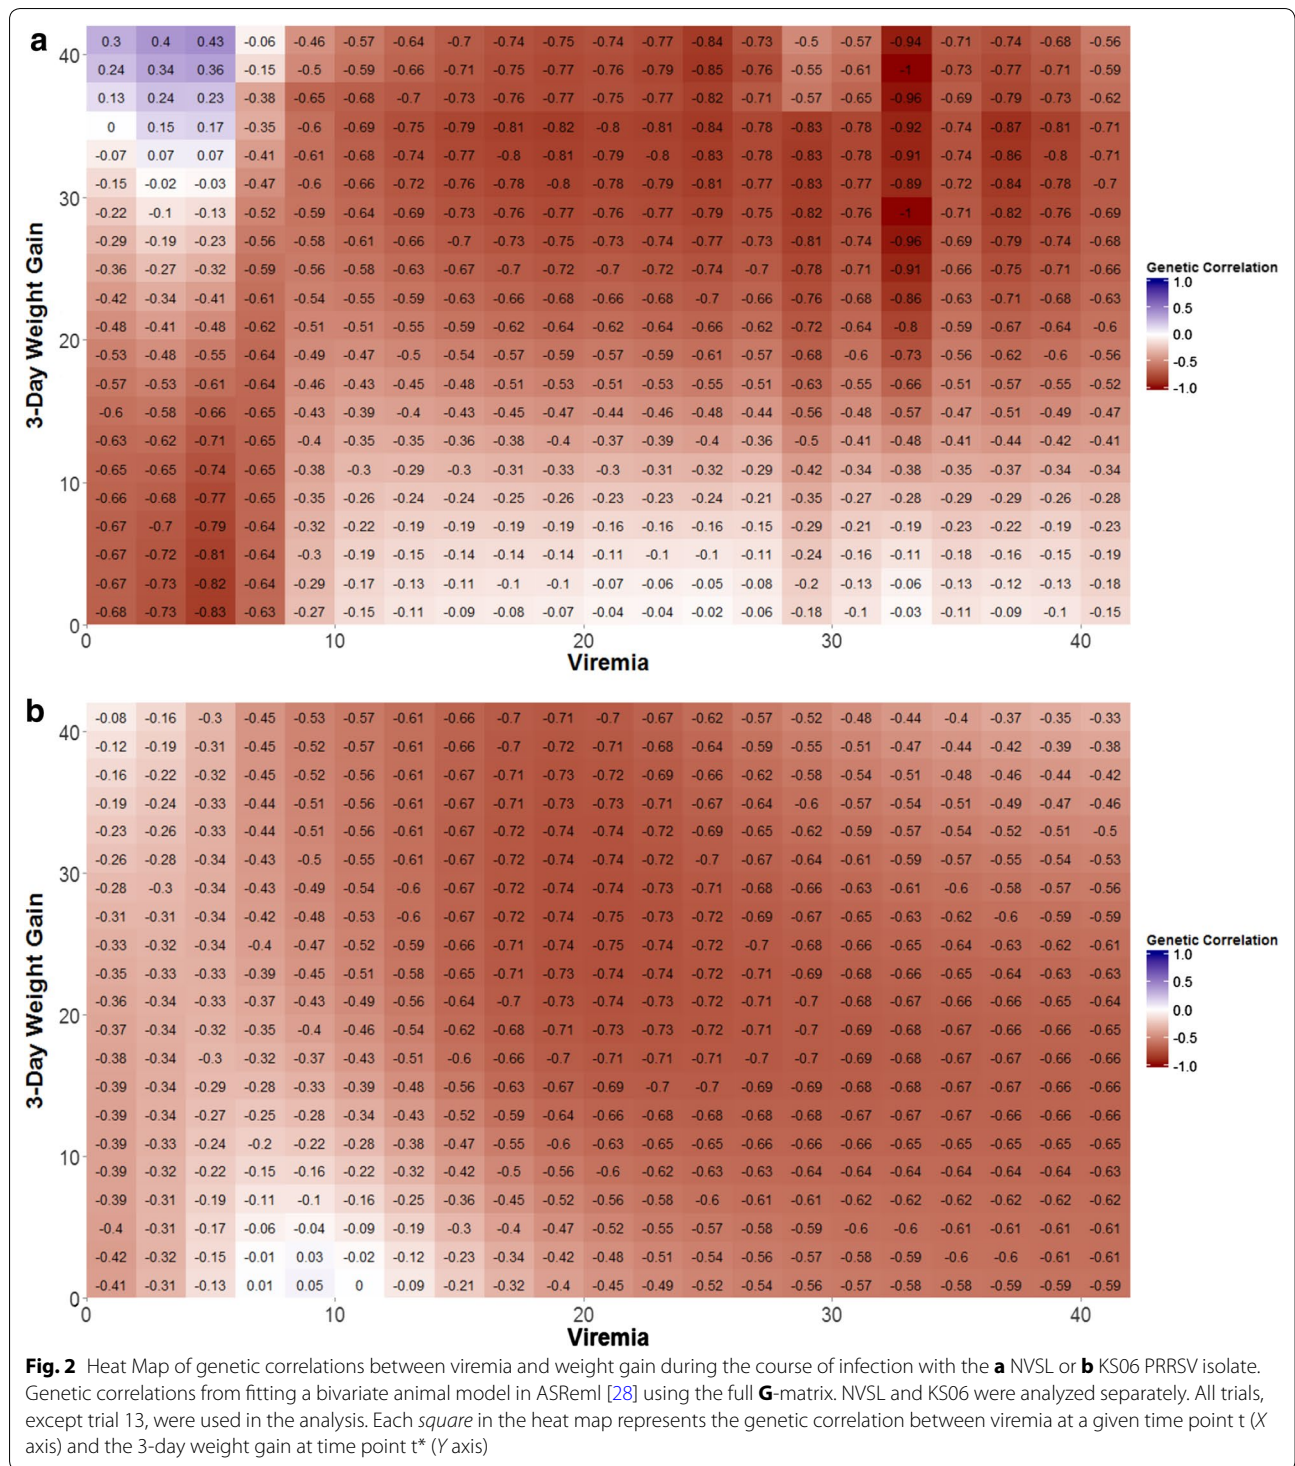 a
40
0.3 0.4 0.43 -0.06 -0.46 -0.57 -0.64 -0.7 -0.74 -0.75 -0.74 -0.77 -0.84 -0.73 -0.5 -0.57 -0.94 -0.71 -0.74 -0.68 -0.56
0.24 0.34 0.36 -0.15 -0.5 -0.59 -0.66 -0.71 -0.75 -0.77 -0.76 -0.79 -0.85 -0.76 -0.55 -0.61 -1 -0.73 -0.77 -0.71 -0.59
0.13 0.24 0.23 -0.38 -0.65 -0.68 -0.7 -0.73 -0.76 -0.77 -0.75 -0.77 -0.82 -0.71 -0.57 -0.65 -0.96 -0.69 -0.79 -0.73 -0.62
0 0.15 0.17 -0.35 -0.6 -0.69 -0.75 -0.79 -0.81 -0.82 -0.8 -0.81 -0.84 -0.78 -0.83 -0.78 -0.92 -0.74 -0.87 -0.81 -0.71
-0.07 0.07 0.07 -0.41 -0.61 -0.68 -0.74 -0.77 -0.8 -0.81 -0.79 -0.8 -0.83 -0.78 -0.83 -0.78 -0.91 -0.74 -0.86 -0.8 -0.71
30
-0.15 -0.02 -0.03 -0.47 -0.6 -0.66 -0.72 -0.76 -0.78 -0.8 -0.78 -0.79 -0.81 -0.77 -0.83 -0.77 -0.89 -0.72 -0.84 -0.78 -0.7
-0.22 -0.1 -0.13 -0.52 -0.59 -0.64 -0.69 -0.73 -0.76 -0.77 -0.76 -0.77 -0.79 -0.75 -0.82 -0.76 -1 -0.71 -0.82 -0.76 -0.69
-0.29 -0.19 -0.23 -0.56 -0.58 -0.61 -0.66 -0.7 -0.73 -0.75 -0.73 -0.74 -0.77 -0.73 -0.81 -0.74 -0.96 -0.69 -0.79 -0.74 -0.68
-0.36 -0.27 -0.32 -0.59 -0.56 -0.58 -0.63 -0.67 -0.7 -0.72 -0.7 -0.72 -0.74 -0.7 -0.78 -0.71 -0.91 -0.66 -0.75 -0.71 -0.66
-0.42 -0.34 -0.41 -0.61 -0.54 -0.55 -0.59 -0.63 -0.66 -0.68 -0.66 -0.68 -0.7 -0.66 -0.76 -0.68 -0.86 -0.63 -0.71 -0.68 -0.63
20
-0.48 -0.41 -0.48 -0.62 -0.51 -0.51 -0.55 -0.59 -0.62 -0.64 -0.62 -0.64 -0.66 -0.62 -0.72 -0.64 -0.8 -0.59 -0.67 -0.64 -0.6
-0.53 -0.48 -0.55 -0.64 -0.49 -0.47 -0.5 -0.54 -0.57 -0.59 -0.57 -0.59 -0.61 -0.57 -0.68 -0.6 -0.73 -0.56 -0.62 -0.6 -0.56
-0.57 -0.53 -0.61 -0.64 -0.46 -0.43 -0.45 -0.48 -0.51 -0.53 -0.51 -0.53 -0.55 -0.51 -0.63 -0.55 -0.66 -0.51 -0.57 -0.55 -0.52
-0.6 -0.58 -0.66 -0.65 -0.43 -0.39 -0.4 -0.43 -0.45 -0.47 -0.44 -0.46 -0.48 -0.44 -0.56 -0.48 -0.57 -0.47 -0.51 -0.49 -0.47
-0.63 -0.62 -0.71 -0.65 -0.4 -0.35 -0.35 -0.36 -0.38 -0.4 -0.37 -0.39 -0.4 -0.36 -0.5 -0.41 -0.48 -0.41 -0.44 -0.42 -0.41
10
-0.65 -0.65 -0.74 -0.65 -0.38 -0.3 -0.29 -0.3 -0.31 -0.33 -0.3 -0.31 -0.32 -0.29 -0.42 -0.34 -0.38 -0.35 -0.37 -0.34 -0.34
-0.66 -0.68 -0.77 -0.65 -0.35 -0.26 -0.24 -0.24 -0.25 -0.26 -0.23 -0.23 -0.24 -0.21 -0.35 -0.27 -0.28 -0.29 -0.29 -0.26 -0.28
-0.67 -0.7 -0.79 -0.64 -0.32 -0.22 -0.19 -0.19 -0.19 -0.19 -0.16 -0.16 -0.16 -0.15 -0.29 -0.21 -0.19 -0.23 -0.22 -0.19 -0.23
-0.67 -0.72 -0.81 -0.64 -0.3 -0.19 -0.15 -0.14 -0.14 -0.14 -0.11 -0.1 -0.1 -0.11 -0.24 -0.16 -0.11 -0.18 -0.16 -0.15 -0.19
-0.67 -0.73 -0.82 -0.64 -0.29 -0.17 -0.13 -0.11 -0.1 -0.1 -0.07 -0.06 -0.05 -0.08 -0.2 -0.13 -0.06 -0.13 -0.12 -0.13 -0.18
-0.68 -0.73 -0.83 -0.63 -0.27 -0.15 -0.11 -0.09 -0.08 -0.07 -0.04 -0.04 -0.02 -0.06 -0.18 -0.1 -0.03 -0.11 -0.09 -0.1 -0.15
0
3-Day Weight Gain
0 10 20 30 40
Viremia
Genetic Correlation
1.0
0.5
0.0
-0.5
-1.0
b
40
-0.08 -0.16 -0.3 -0.45 -0.53 -0.57 -0.61 -0.66 -0.7 -0.71 -0.7 -0.67 -0.62 -0.57 -0.52 -0.48 -0.44 -0.4 -0.37 -0.35 -0.33
-0.12 -0.19 -0.31 -0.45 -0.52 -0.57 -0.61 -0.66 -0.7 -0.72 -0.71 -0.68 -0.64 -0.59 -0.55 -0.51 -0.47 -0.44 -0.42 -0.39 -0.38
-0.16 -0.22 -0.32 -0.45 -0.52 -0.56 -0.61 -0.67 -0.71 -0.73 -0.72 -0.69 -0.66 -0.62 -0.58 -0.54 -0.51 -0.48 -0.46 -0.44 -0.42
-0.19 -0.24 -0.33 -0.44 -0.51 -0.56 -0.61 -0.67 -0.71 -0.73 -0.73 -0.71 -0.67 -0.64 -0.6 -0.57 -0.54 -0.51 -0.49 -0.47 -0.46
-0.23 -0.26 -0.33 -0.44 -0.51 -0.56 -0.61 -0.67 -0.72 -0.74 -0.74 -0.72 -0.69 -0.65 -0.62 -0.59 -0.57 -0.54 -0.52 -0.51 -0.5
30
-0.26 -0.28 -0.34 -0.43 -0.5 -0.55 -0.61 -0.67 -0.72 -0.74 -0.74 -0.72 -0.7 -0.67 -0.64 -0.61 -0.59 -0.57 -0.55 -0.54 -0.53
-0.28 -0.3 -0.34 -0.43 -0.49 -0.54 -0.6 -0.67 -0.72 -0.74 -0.74 -0.73 -0.71 -0.68 -0.66 -0.63 -0.61 -0.6 -0.58 -0.57 -0.56
-0.31 -0.31 -0.34 -0.42 -0.48 -0.53 -0.6 -0.67 -0.72 -0.74 -0.75 -0.73 -0.72 -0.69 -0.67 -0.65 -0.63 -0.62 -0.6 -0.59 -0.59
-0.33 -0.32 -0.34 -0.4 -0.47 -0.52 -0.59 -0.66 -0.71 -0.74 -0.75 -0.74 -0.72 -0.7 -0.68 -0.66 -0.65 -0.64 -0.63 -0.62 -0.61
-0.35 -0.33 -0.33 -0.39 -0.45 -0.51 -0.58 -0.65 -0.71 -0.73 -0.74 -0.74 -0.72 -0.71 -0.69 -0.68 -0.66 -0.65 -0.64 -0.63 -0.63
20
-0.36 -0.34 -0.33 -0.37 -0.43 -0.49 -0.56 -0.64 -0.7 -0.73 -0.74 -0.73 -0.72 -0.71 -0.7 -0.68 -0.67 -0.66 -0.66 -0.65 -0.64
-0.37 -0.34 -0.32 -0.35 -0.4 -0.46 -0.54 -0.62 -0.68 -0.71 -0.73 -0.73 -0.72 -0.71 -0.7 -0.69 -0.68 -0.67 -0.66 -0.66 -0.65
-0.38 -0.34 -0.3 -0.32 -0.37 -0.43 -0.51 -0.6 -0.66 -0.7 -0.71 -0.71 -0.71 -0.7 -0.7 -0.69 -0.68 -0.67 -0.67 -0.66 -0.66
-0.39 -0.34 -0.29 -0.28 -0.33 -0.39 -0.48 -0.56 -0.63 -0.67 -0.69 -0.7 -0.7 -0.69 -0.69 -0.68 -0.68 -0.67 -0.67 -0.66 -0.66
-0.39 -0.34 -0.27 -0.25 -0.28 -0.34 -0.43 -0.52 -0.59 -0.64 -0.66 -0.68 -0.68 -0.68 -0.68 -0.67 -0.67 -0.67 -0.66 -0.66 -0.66
10
-0.39 -0.33 -0.24 -0.2 -0.22 -0.28 -0.38 -0.47 -0.55 -0.6 -0.63 -0.65 -0.65 -0.66 -0.66 -0.66 -0.65 -0.65 -0.65 -0.65 -0.65
-0.39 -0.32 -0.22 -0.15 -0.16 -0.22 -0.32 -0.42 -0.5 -0.56 -0.6 -0.62 -0.63 -0.63 -0.64 -0.64 -0.64 -0.64 -0.64 -0.64 -0.63
-0.39 -0.31 -0.19 -0.11 -0.1 -0.16 -0.25 -0.36 -0.45 -0.52 -0.56 -0.58 -0.6 -0.61 -0.61 -0.62 -0.62 -0.62 -0.62 -0.62 -0.62
-0.4 -0.31 -0.17 -0.06 -0.04 -0.09 -0.19 -0.3 -0.4 -0.47 -0.52 -0.55 -0.57 -0.58 -0.59 -0.6 -0.6 -0.61 -0.61 -0.61 -0.61
-0.42 -0.32 -0.15 -0.01 0.03 -0.02 -0.12 -0.23 -0.34 -0.42 -0.48 -0.51 -0.54 -0.56 -0.57 -0.58 -0.59 -0.6 -0.6 -0.61 -0.61
-0.41 -0.31 -0.13 0.01 0.05 0 -0.09 -0.21 -0.32 -0.4 -0.45 -0.49 -0.52 -0.54 -0.56 -0.57 -0.58 -0.58 -0.59 -0.59 -0.59
0
3-Day Weight Gain
0 10 20 30 40
Viremia
Genetic Correlation
1.0
0.5
0.0
-0.5
-1.0
Fig. 2 Heat Map of genetic correlations between viremia and weight gain during the course of infection with the a NVSL or b KS06 PRRSV isolate.
Genetic correlations from fitting a bivariate animal model in ASReml [28] using the full G-matrix. NVSL and KS06 were analyzed separately. All trials,
except trial 13, were used in the analysis. Each square in the heat map represents the genetic correlation between viremia at a given time point t (X
axis) and the 3-day weight gain at time point t* (Y axis)